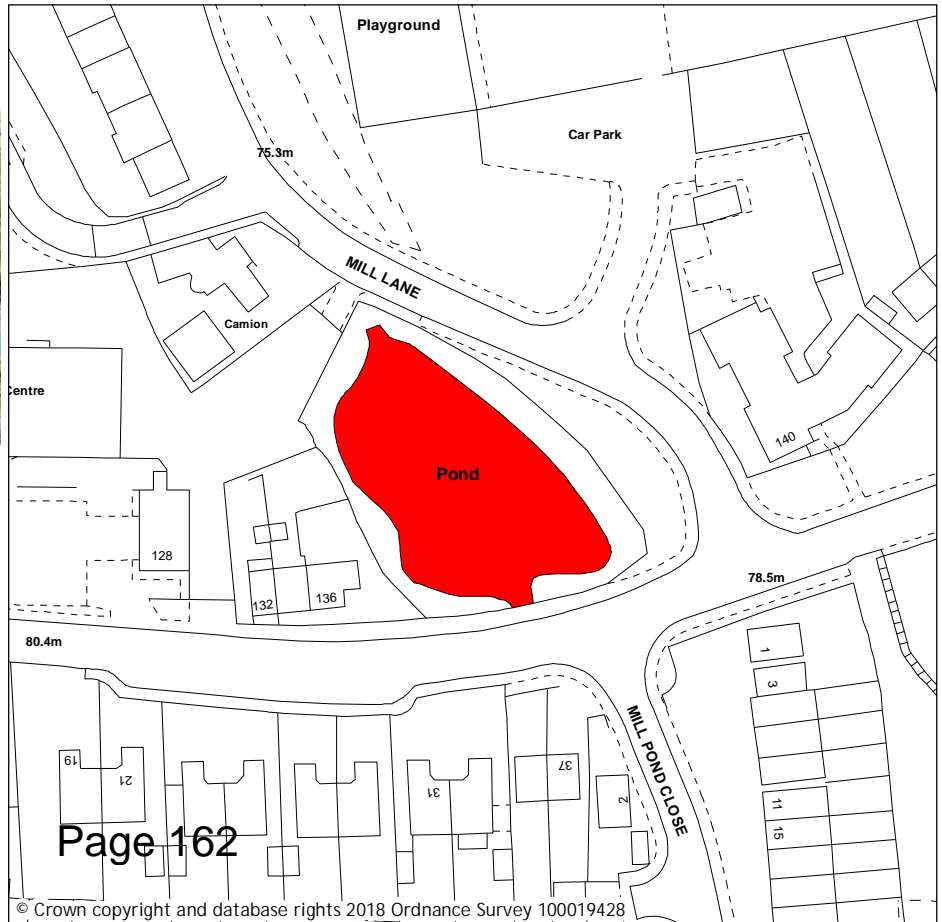 Playground
Car Park
75.3m
MILL LANE
Camion
Centre
140
Pond
128
132
136
78.5m
80.4m
1
3
MILL POND CLOSE
19
21
31
37
2
11
15
Page 162
© Crown copyright and database rights 2018 Ordnance Survey 100019428